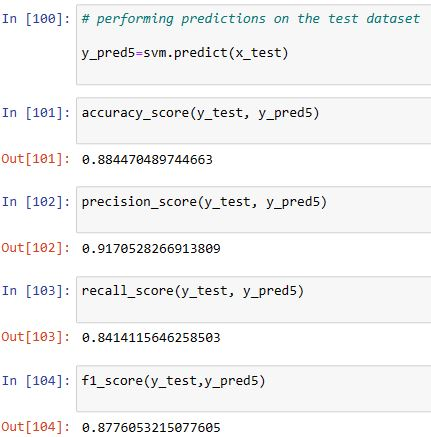 In [100]: # performing predictions on the test dataset
y_pred5=svm.predict(x_test)
In [101]: accuracy_score(y_test, y_pred5)
Out[101]: 0.884470489744663
In [102]: precision_score(y_test, y_pred5)
Out[102]: 0.9170528266913809
In [103]: recall_score(y_test, y_pred5)
Out[103]: 0.8414115646258503
In [104]: f1_score(y_test,y_pred5)
Out[104]: 0.8776053215077605